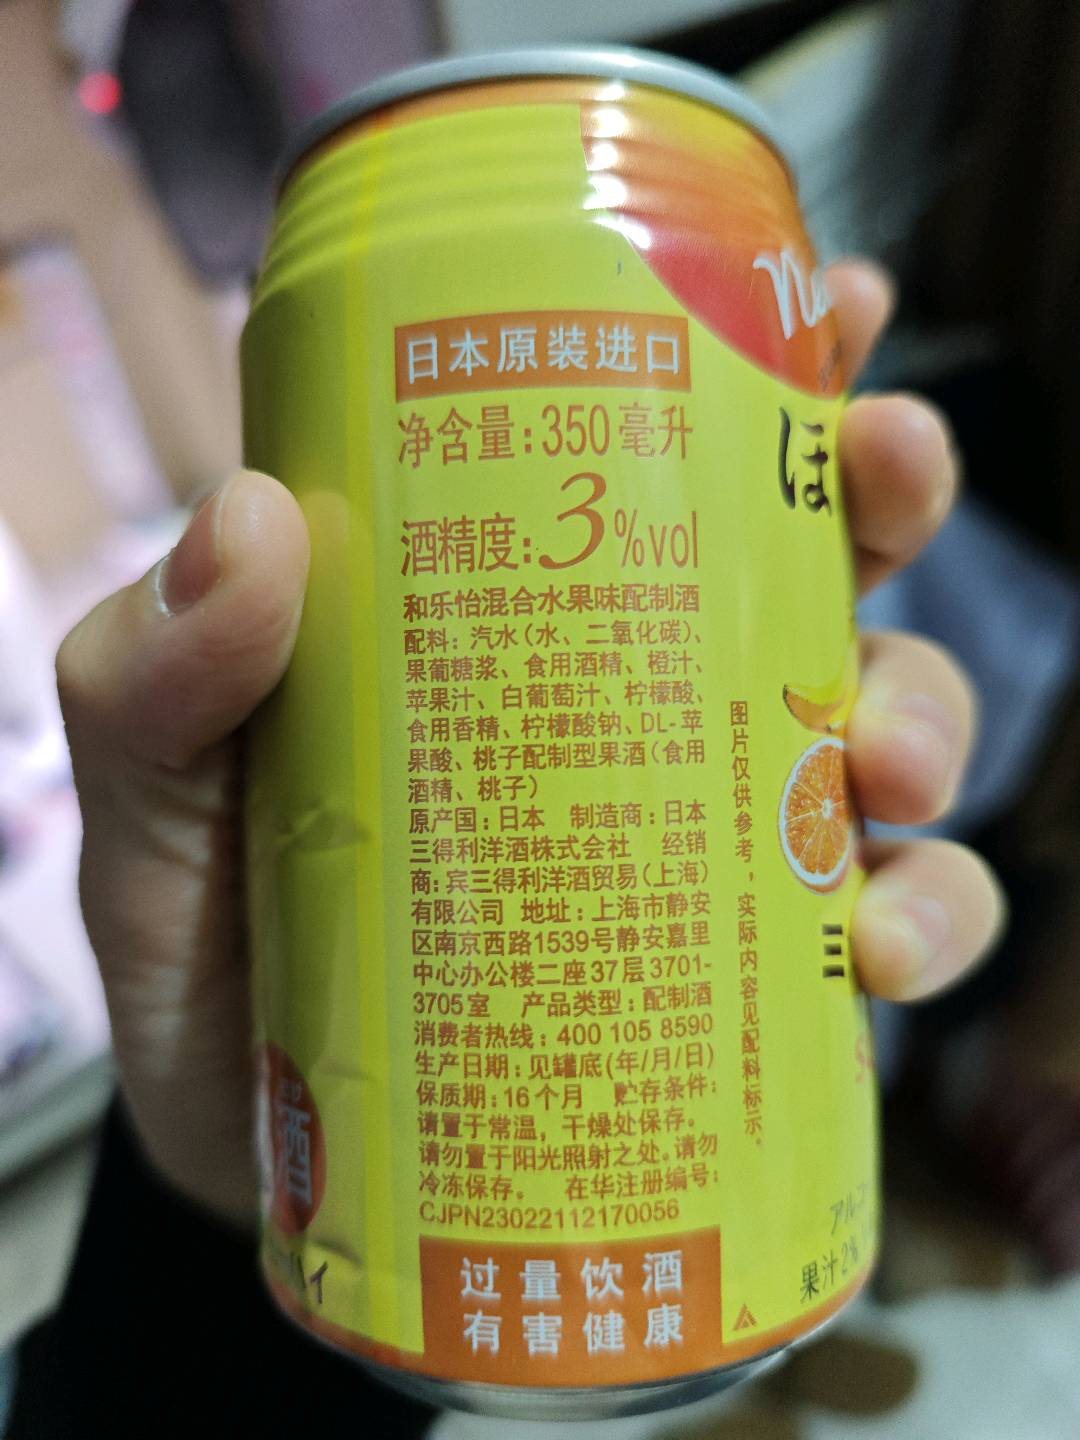 日本原装进口
净含量:350毫升
酒精度:3%vol
和乐怡混合水果味配制酒
配料：汽水（水、二氧化碳）、
果葡糖浆、食用酒精、橙汁、
苹果汁、白葡萄汁、柠檬酸、
食用香精、柠檬酸钠、DL-苹
果酸、桃子配制型果酒（食用
酒精、桃子）
原产国：日本 制造商：日本
三得利洋酒株式会社 经销
商：宾三得利洋酒贸易（上海）
有限公司 地址：上海市静安
区南京西路1539号静安嘉里
中心办公楼二座37层3701-
3705室 产品类型：配制酒
消费者热线：400 105 8590
生产日期：见罐底(年/月/日)
保质期：16个月 贮存条件：
请置于常温，干燥处保存。
请勿置于阳光照射之处。请勿
冷冻保存。 在华注册编号：
CJPN23022112170056
过量饮酒
有害健康
图片仅供参考，实际内容见配料标示。
ほ
三
果汁2%
酒